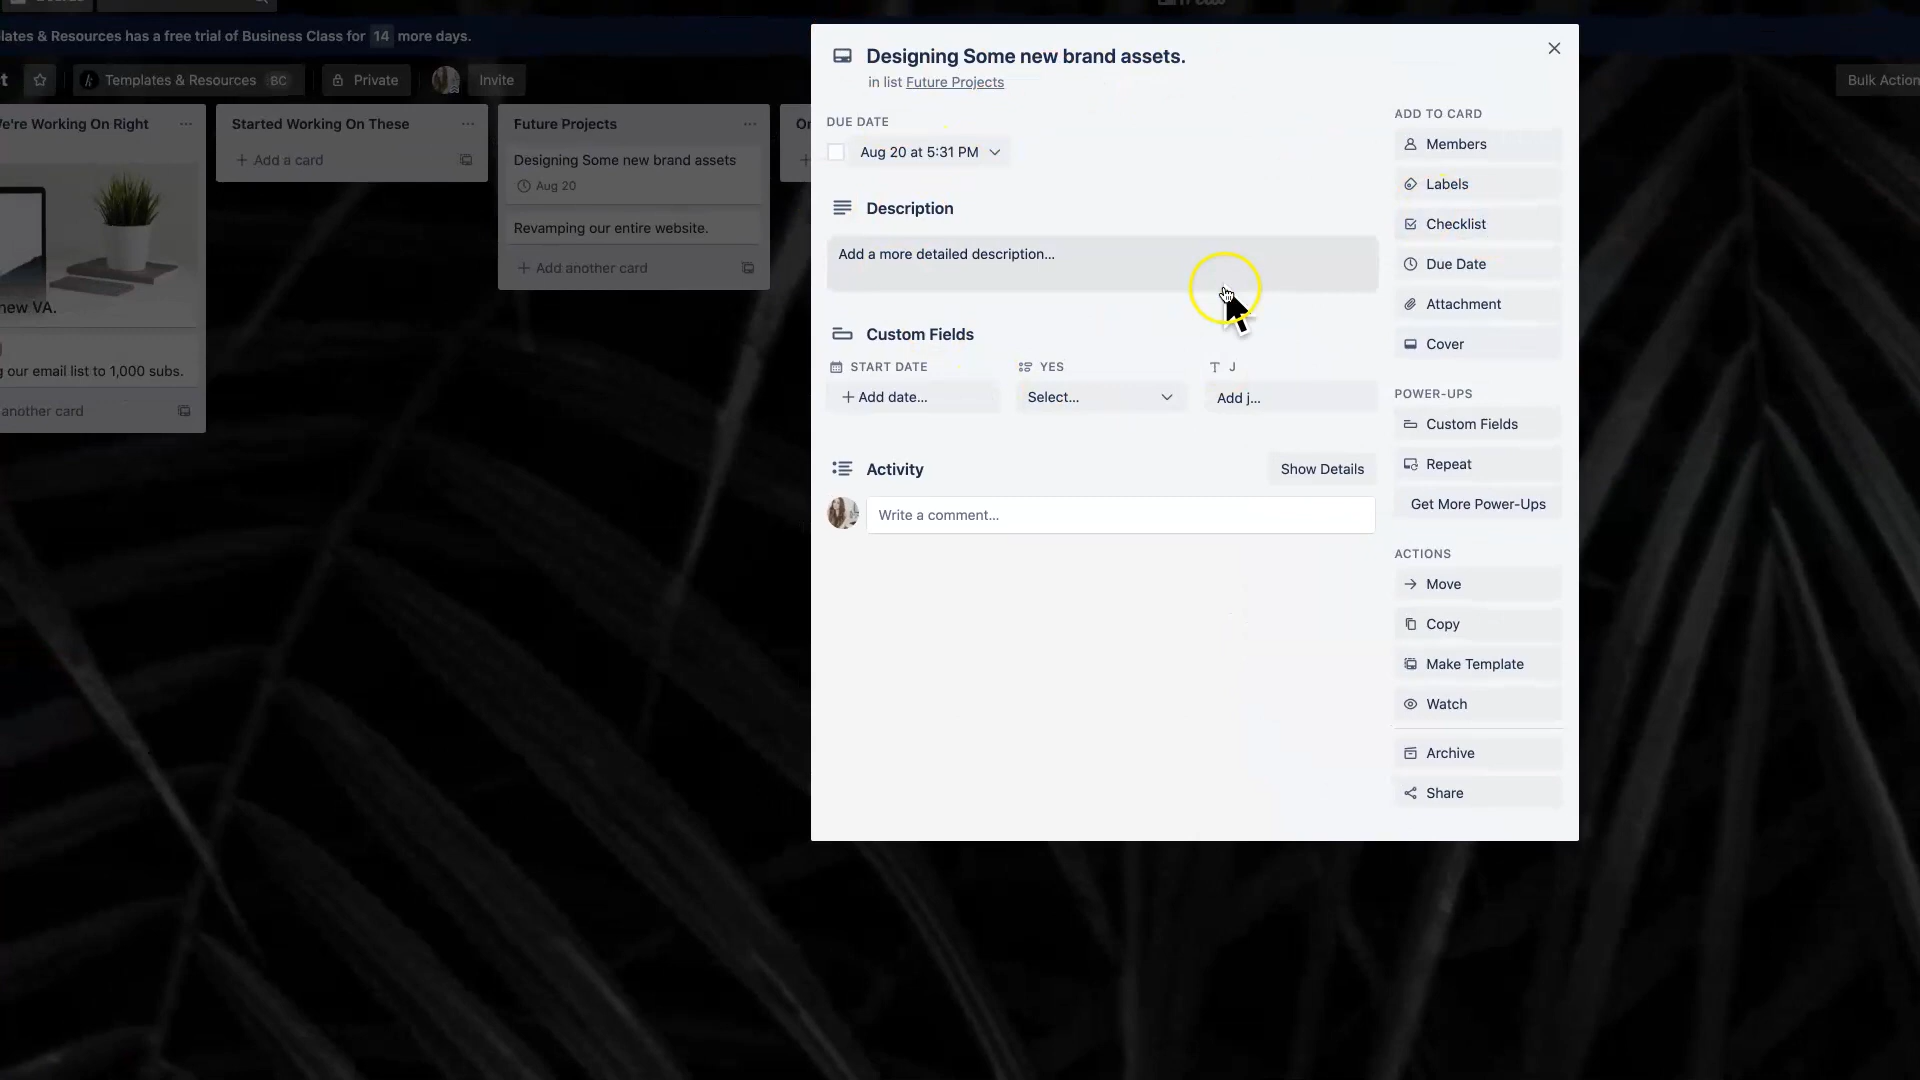 lates & Resources has a free trial of Business Class for 14 more days.
t
Templates & Resources BC
Private
Invite
Bulk Action
e're Working On Right
new VA.
g our email list to 1,000 subs.
another card
Started Working On These
+ Add a card
Future Projects
Designing Some new brand assets
Aug 20
Revamping our entire website.
+ Add another card
On
+
Designing Some new brand assets.
in list Future Projects
DUE DATE
Aug 20 at 5:31 PM
Description
Add a more detailed description...
Custom Fields
START DATE
+ Add date...
YES
Select...
T J
Add j...
Activity
Show Details
Write a comment...
ADD TO CARD
Members
Labels
Checklist
Due Date
Attachment
Cover
POWER-UPS
Custom Fields
Repeat
Get More Power-Ups
ACTIONS
Move
Copy
Make Template
Watch
Archive
Share